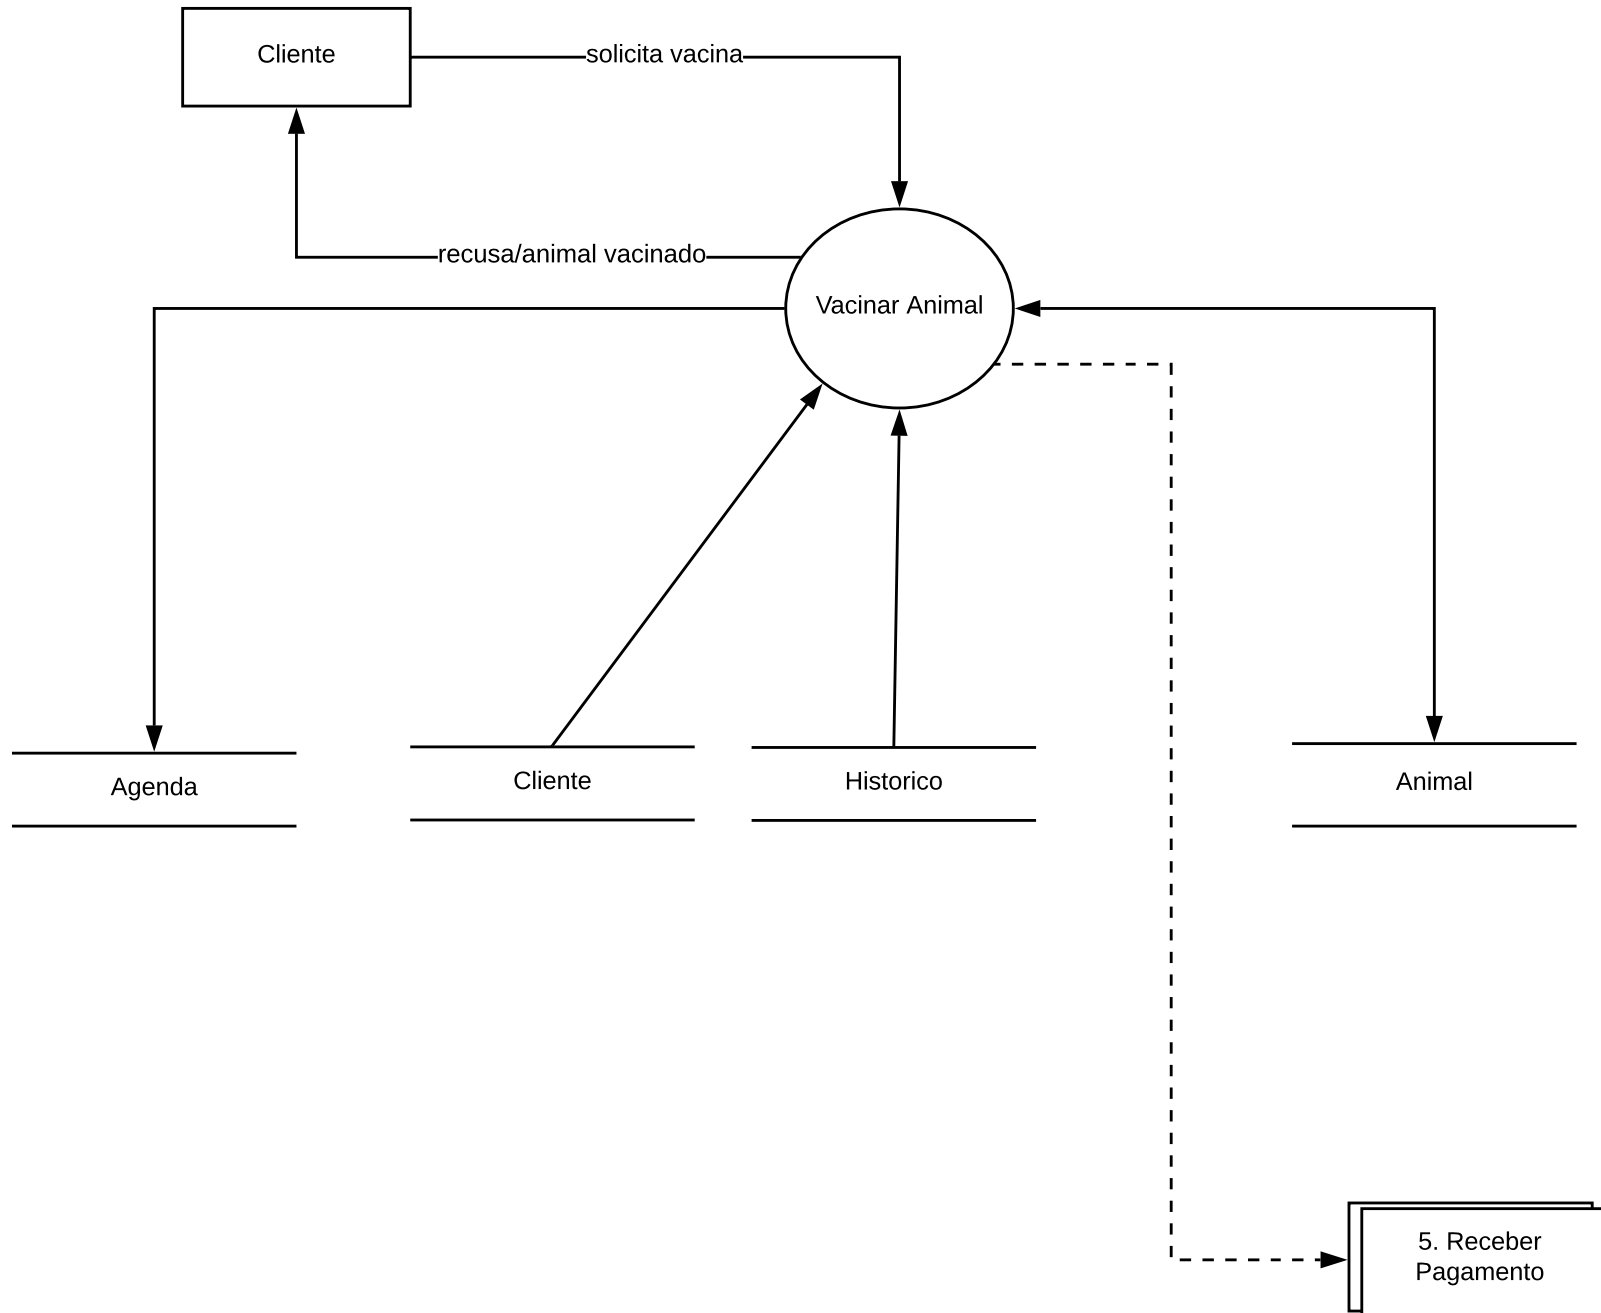 Cliente
solicita vacina
recusa/animal vacinado
Vacinar Animal
Agenda
Cliente
Historico
Animal
5. Receber
Pagamento